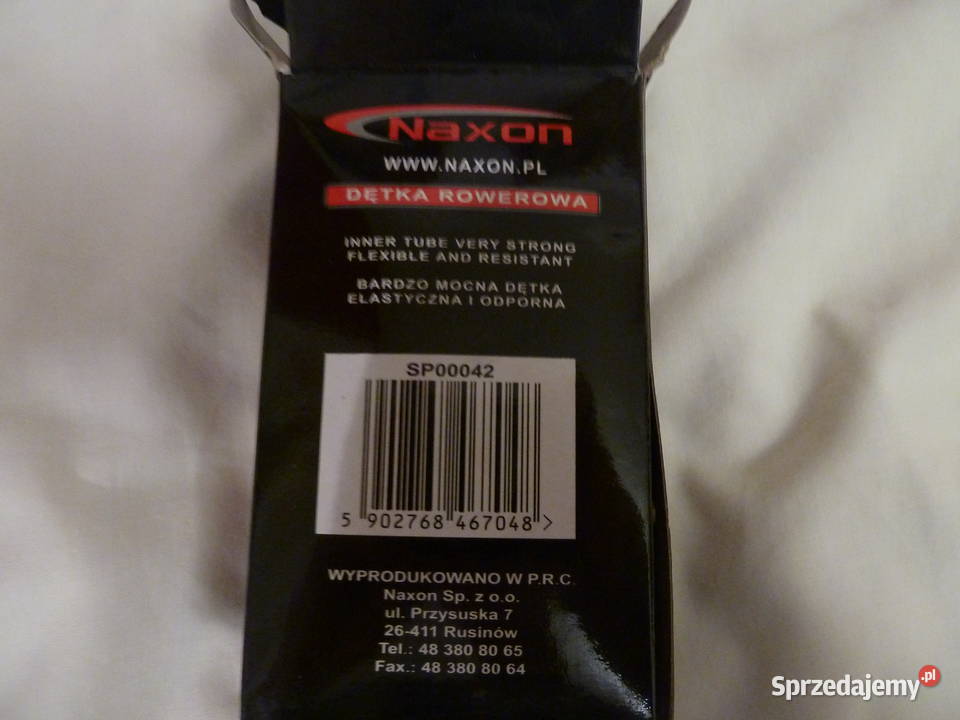 Naxon
WWW.NAXON.PL
DĘTKA ROWEROWA
INNER TUBE VERY STRONG
FLEXIBLE AND RESISTANT
BARDZO MOCNA DĘTKA
ELASTYCZNA I ODPORNA
SP00042
5 902768 467048 >
WYPRODUKOWANO W P.R.C.
Naxon Sp. z o.o.
ul. Przysuska 7
26-411 Rusinów
Tel.: 48 380 80 65
Fax.: 48 380 80 64
Sprzedajemy.pl